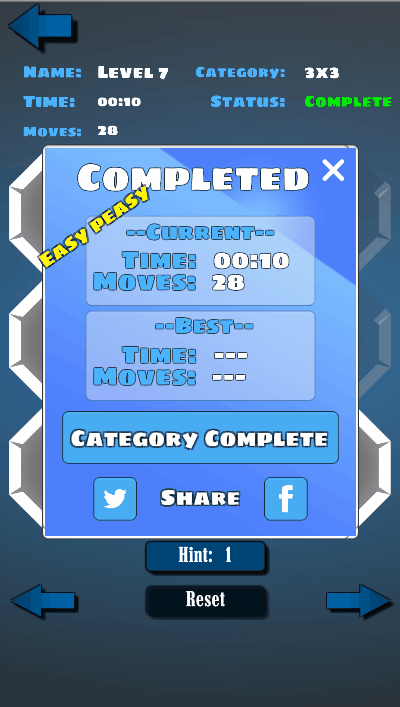 Name: Level 7 Category: 3x3
Time: 00:10 Status: Complete
Moves: 28
Completed
Easy peasy
--Current--
Time: 00:10
Moves: 28
--Best--
Time: ---
Moves: ---
Category Complete
Share
Hint: 1
Reset